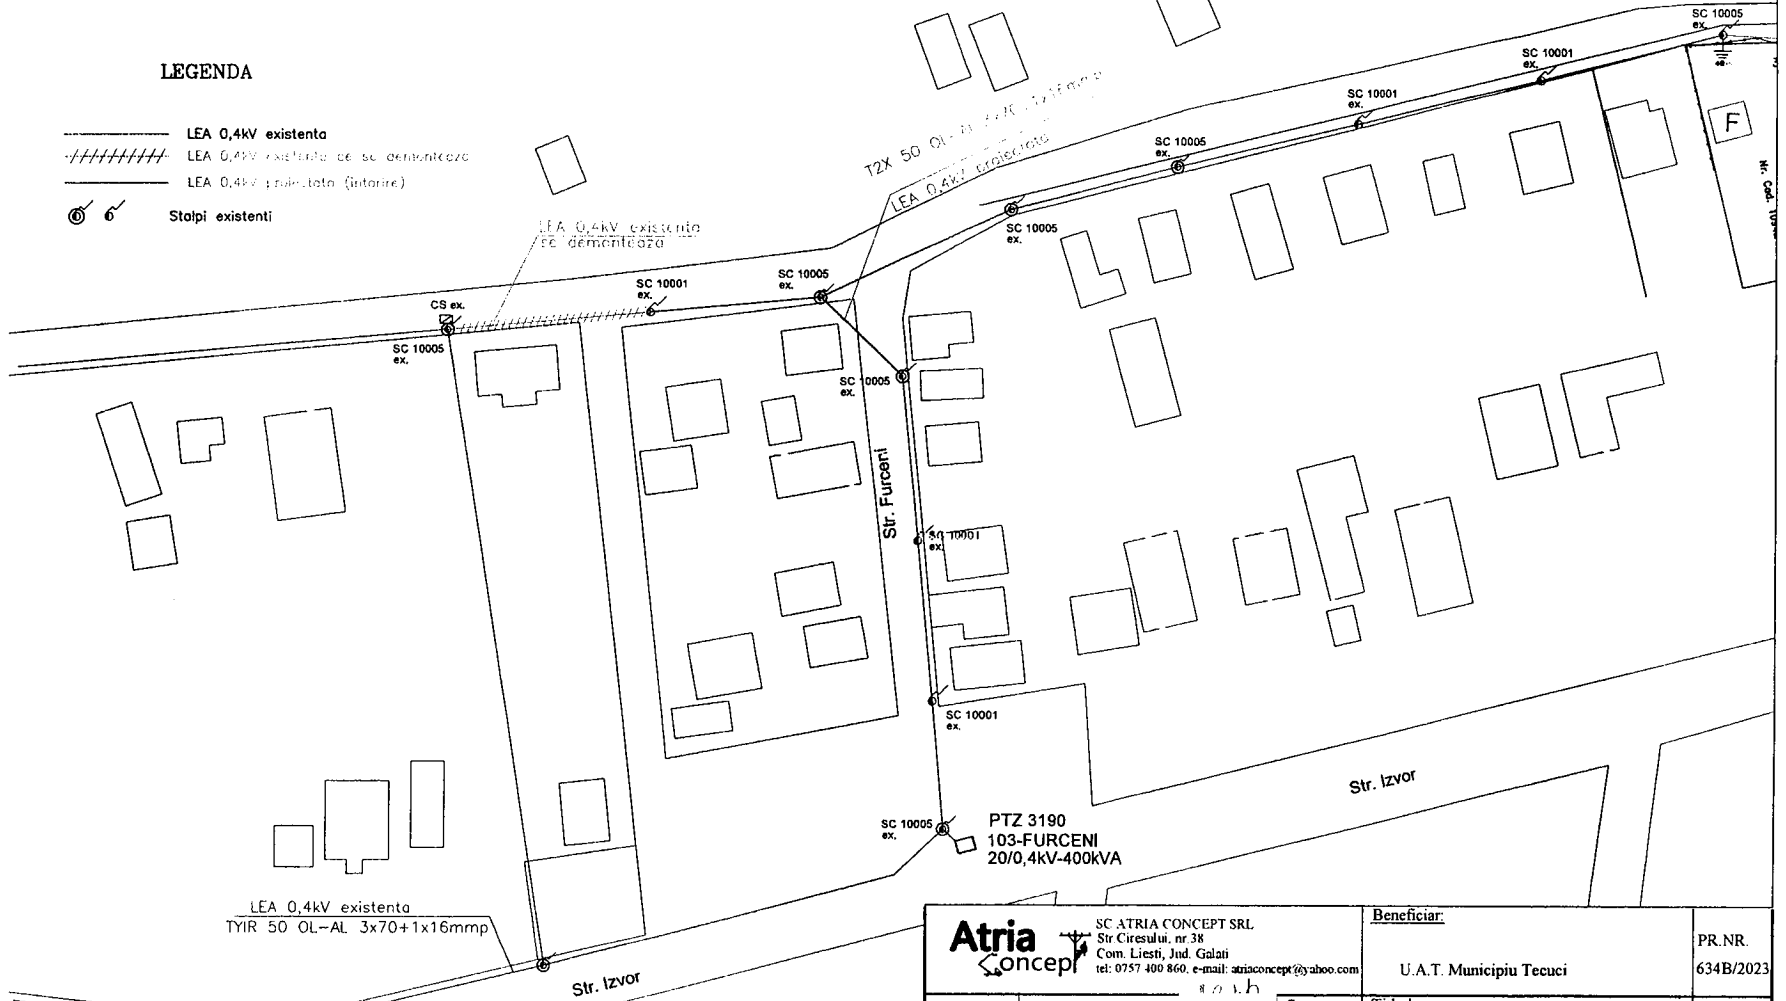 LEGENDA
LEA 0,4kV existenta
LEA 0,4kV existenta ce se demonteaza
LEA 0,4kV proiectata (intarire)
Stalpi existenti
LEA 0,4kV existenta
se demonteaza
T2X 50 Ol-Al
LEA 0,4kV proiectata
SC 10005
ex.
SC 10001
ex.
SC 10001
ex.
SC 10005
ex.
SC 10005
ex.
SC 10005
ex.
SC 10001
ex.
CS ex.
SC 10005
ex.
SC 10005
ex.
F
Nr. Cad.
Str. Furceni
SC 10001
ex.
SC 10001
ex.
SC 10005
ex.
PTZ 3190
103-FURCENI
20/0,4kV-400kVA
Str. Izvor
LEA 0,4kV existenta
TYIR 50 OL-AL 3x70+1x16mmp
Str. Izvor
Atria
Concept
SC ATRIA CONCEPT SRL
Str Ciresului, nr.38
Com. Liesti, Jud. Galati
tel: 0757 400 860, e-mail: atriaconcept@yahoo.com
Beneficiar:
U.A.T. Municipiu Tecuci
PR.NR.
634B/2023